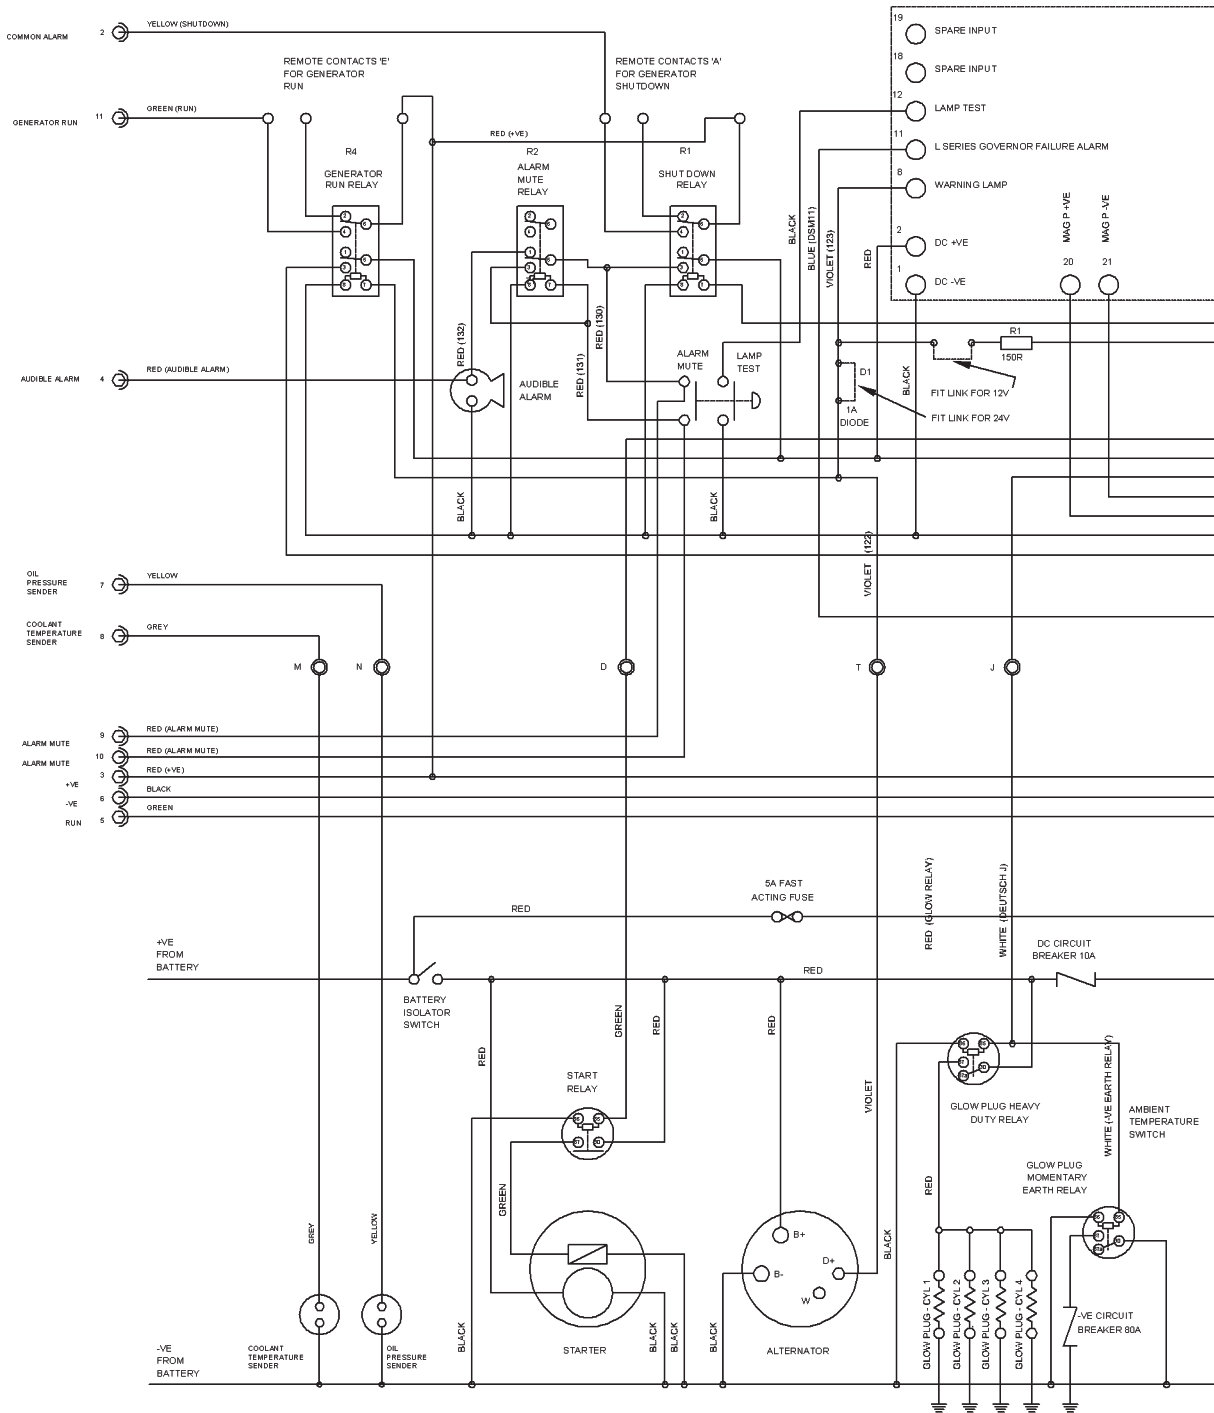 COMMON ALARM
2
YELLOW (SHUTDOWN)
REMOTE CONTACTS 'E'
FOR GENERATOR
RUN
REMOTE CONTACTS 'A'
FOR GENERATOR
SHUTDOWN
GENERATOR RUN
11
GREEN (RUN)
RED (+VE)
R4
GENERATOR
RUN RELAY
R2
ALARM
MUTE
RELAY
R1
SHUT DOWN
RELAY
19
SPARE INPUT
18
SPARE INPUT
12
LAMP TEST
11
L SERIES GOVERNOR FAILURE ALARM
8
WARNING LAMP
2
DC +VE
1
DC -VE
MAG P +VE
MAG P -VE
20
21
BLACK
BLUE (DSM11)
VIOLET (123)
RED
R1
150R
FIT LINK FOR 12V
FIT LINK FOR 24V
D1
1A
DIODE
BLACK
RED (132)
RED (131)
RED (130)
AUDIBLE ALARM
4
RED (AUDIBLE ALARM)
AUDIBLE
ALARM
ALARM
MUTE
LAMP
TEST
BLACK
BLACK
VIOLET (122)
OIL
PRESSURE
SENDER
7
YELLOW
COOLANT
TEMPERATURE
SENDER
8
GREY
M
N
D
T
J
ALARM MUTE
9
RED (ALARM MUTE)
ALARM MUTE
10
RED (ALARM MUTE)
+VE
3
RED (+VE)
-VE
6
BLACK
RUN
5
GREEN
5A FAST
ACTING FUSE
RED
RED (GLOW RELAY)
WHITE (DEUTSCH J)
+VE
FROM
BATTERY
BATTERY
ISOLATOR
SWITCH
RED
DC CIRCUIT
BREAKER 10A
RED
GREEN
RED
RED
START
RELAY
VIOLET
GLOW PLUG HEAVY
DUTY RELAY
WHITE (-VE EARTH RELAY)
AMBIENT
TEMPERATURE
SWITCH
GLOW PLUG
MOMENTARY
EARTH RELAY
RED
GREEN
GREY
YELLOW
B+
B-
D+
W
BLACK
GLOW PLUG - CYL 1
GLOW PLUG - CYL 2
GLOW PLUG - CYL 3
GLOW PLUG - CYL 4
-VE CIRCUIT
BREAKER 80A
-VE
FROM
BATTERY
COOLANT
TEMPERATURE
SENDER
OIL
PRESSURE
SENDER
BLACK
STARTER
BLACK
BLACK
BLACK
ALTERNATOR